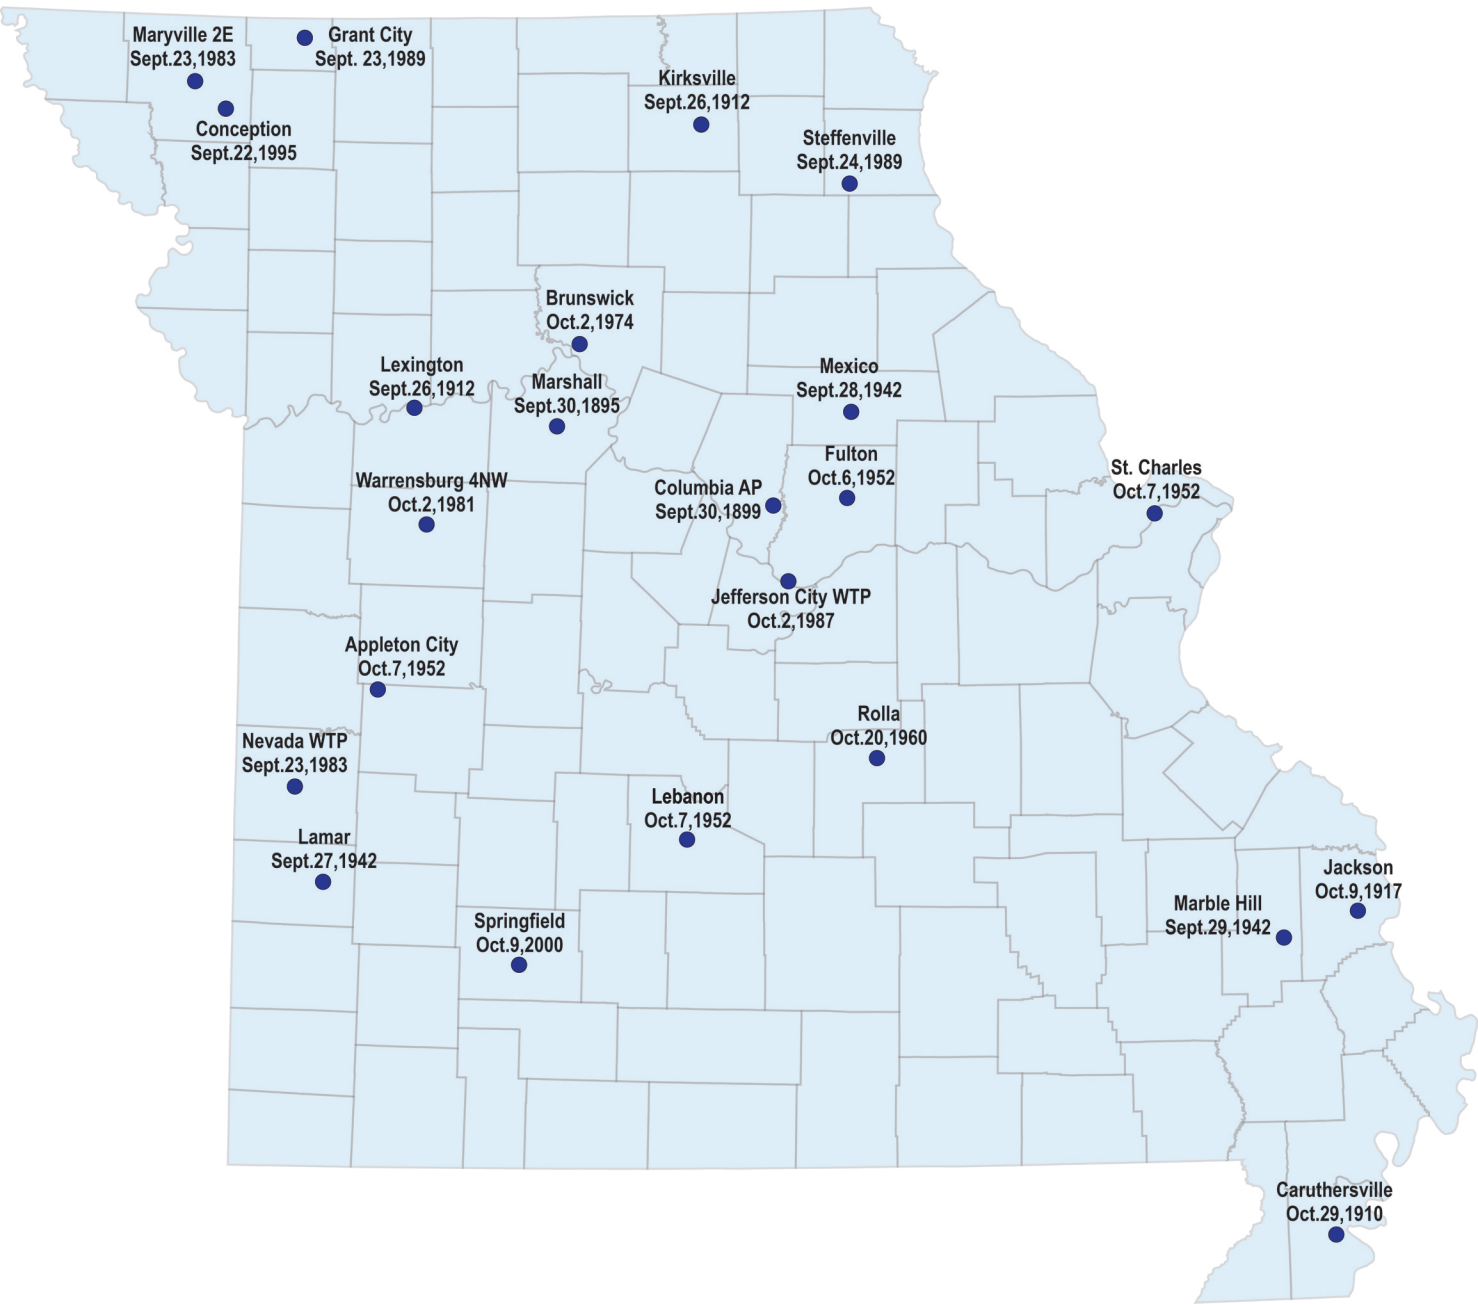 Maryville 2E
Sept.23,1983
Grant City
Sept. 23,1989
Conception
Sept.22,1995
Kirksville
Sept.26,1912
Steffenville
Sept.24,1989
Brunswick
Oct.2,1974
Lexington
Sept.26,1912
Marshall
Sept.30,1895
Mexico
Sept.28,1942
Warrensburg 4NW
Oct.2,1981
Columbia AP
Sept.30,1899
Fulton
Oct.6,1952
St. Charles
Oct.7,1952
Jefferson City WTP
Oct.2,1987
Appleton City
Oct.7,1952
Nevada WTP
Sept.23,1983
Rolla
Oct.20,1960
Lebanon
Oct.7,1952
Lamar
Sept.27,1942
Springfield
Oct.9,2000
Marble Hill
Sept.29,1942
Jackson
Oct.9,1917
Caruthersville
Oct.29,1910